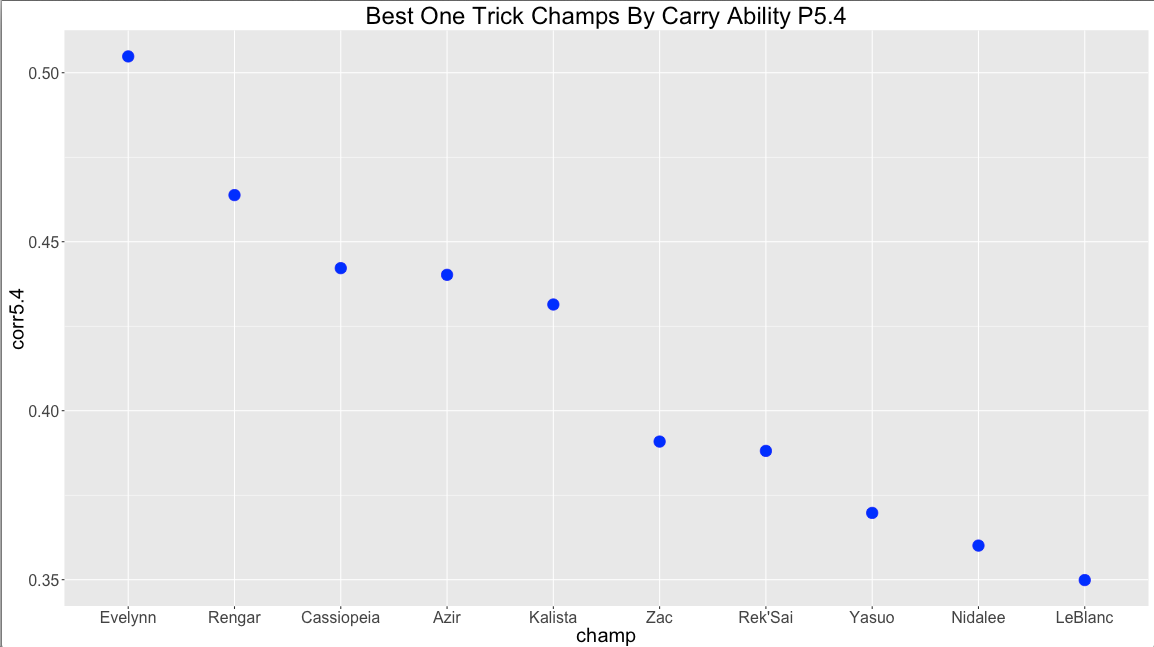 Best One Trick Champs By Carry Ability P5.4
corr5.4
0.50
0.45
0.40
0.35
Evelynn Rengar Cassiopeia Azir Kalista Zac Rek'Sai Yasuo Nidalee LeBlanc
champ